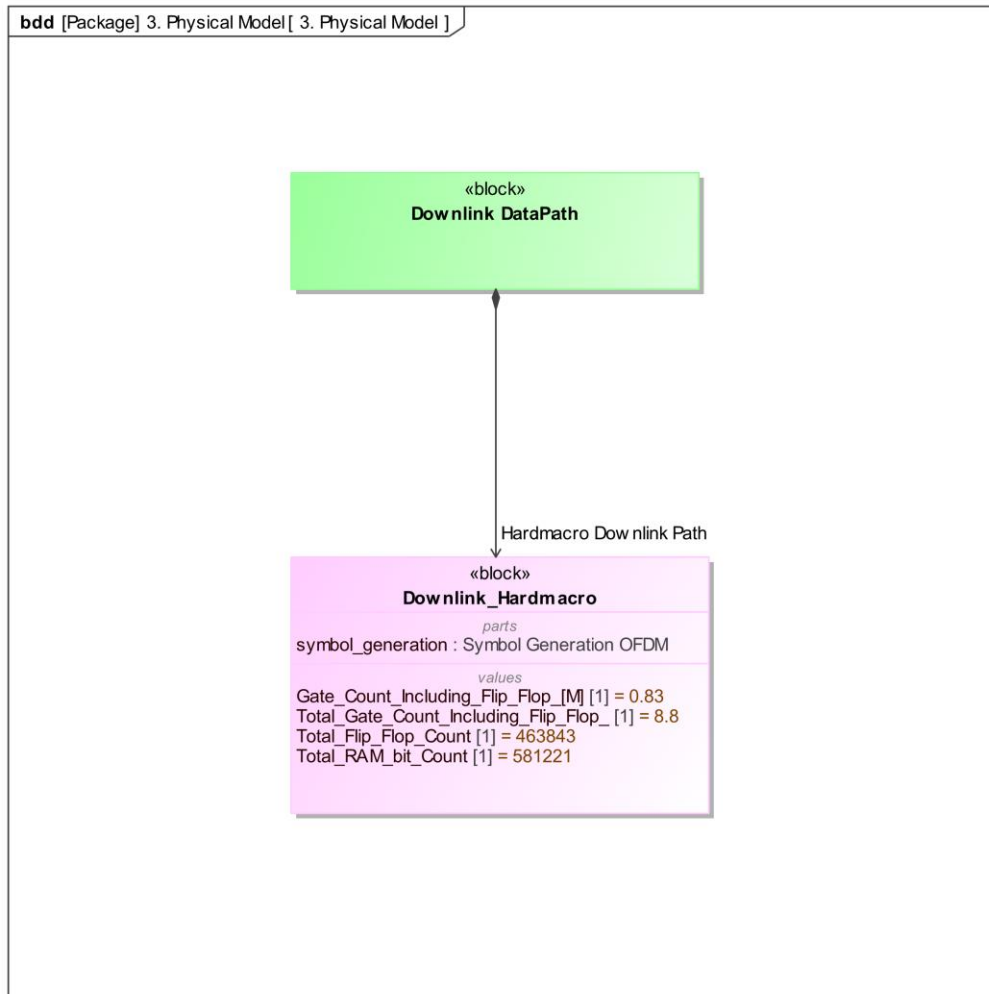 bdd [Package] 3. Physical Model [ 3. Physical Model ]
«block»
Downlink DataPath
Hardmacro Downlink Path
«block»
Downlink_Hardmacro
parts
symbol_generation : Symbol Generation OFDM
values
Gate_Count_Including_Flip_Flop_[M] [1] = 0.83
Total_Gate_Count_Including_Flip_Flop_ [1] = 8.8
Total_Flip_Flop_Count [1] = 463843
Total_RAM_bit_Count [1] = 581221